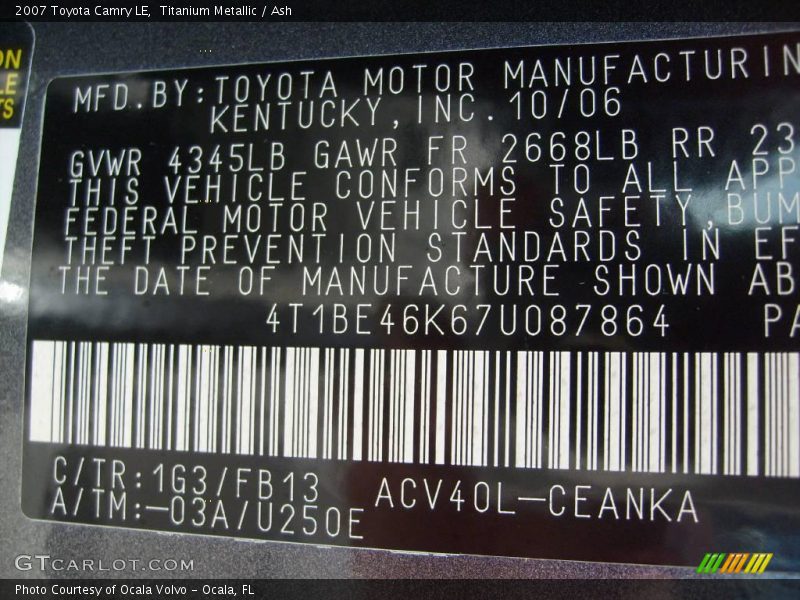 2007 Toyota Camry LE,  Titanium Metallic / Ash
ON
LE
TS
MFD.BY:TOYOTA MOTOR MANUFACTURIN
KENTUCKY,INC.10/06
GVWR 4345LB GAWR FR 2668LB RR 23
THIS VEHICLE CONFORMS TO ALL APP
FEDERAL MOTOR VEHICLE SAFETY,BUM
THEFT PREVENTION STANDARDS IN EF
THE DATE OF MANUFACTURE SHOWN AB
4T1BE46K67U087864 PA
C/TR:1G3/FB13 ACV40L-CEANKA
A/TM:-03A/U250E
GTCARLOT.COM
Photo Courtesy of Ocala Volvo - Ocala, FL